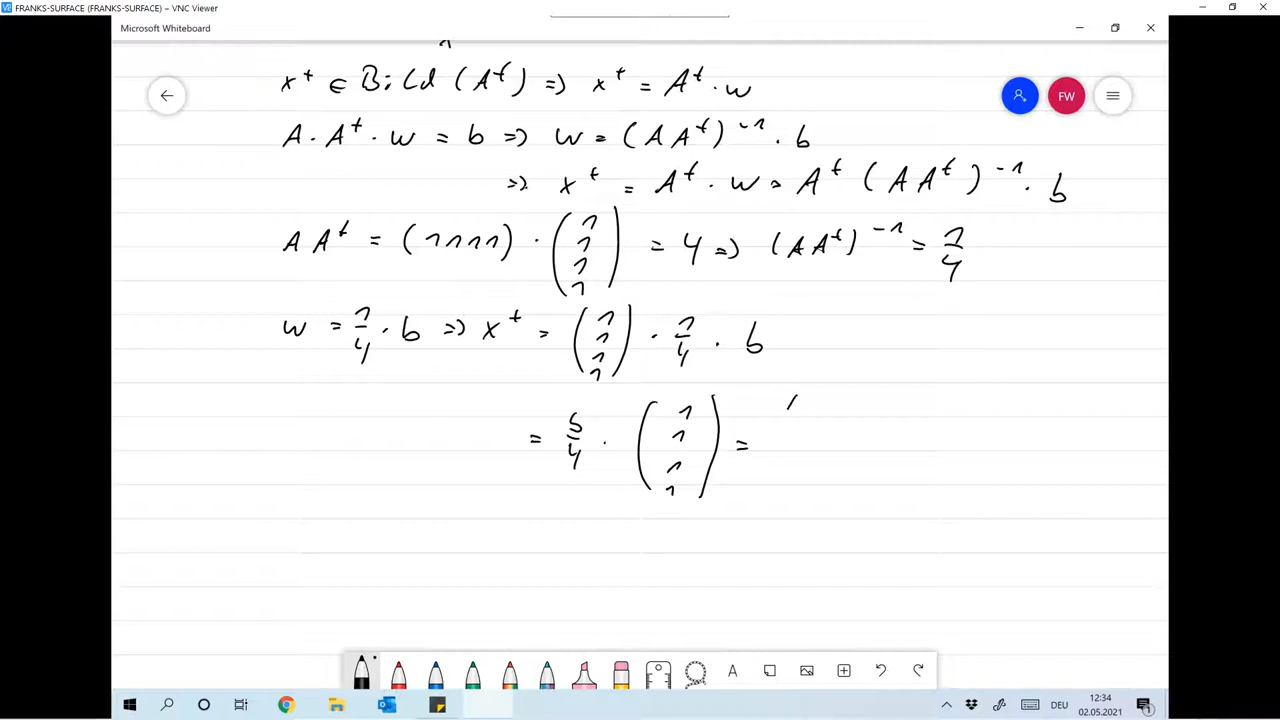 FRANKS-SURFACE (FRANKS-SURFACE) – VNC Viewer
Microsoft Whiteboard
x⁺ ∈ Bild (Aᵗ) ⇒ x⁺ = Aᵗ · w
FW
A · Aᵗ · w = b ⇒ w = (A Aᵗ)⁻¹ · b
⇒ x⁺ = Aᵗ · w = Aᵗ (A Aᵗ)⁻¹ · b
A Aᵗ = (1 1 1 1) · (1 1 1 1) = 4 ⇒ (A Aᵗ)⁻¹ = 1/4
w = 1/4 · b ⇒ x⁺ = (1 1 1 1) · 1/4 · b
= b/4 · (1 1 1 1) =
A
DEU
12:34
02.05.2021
1